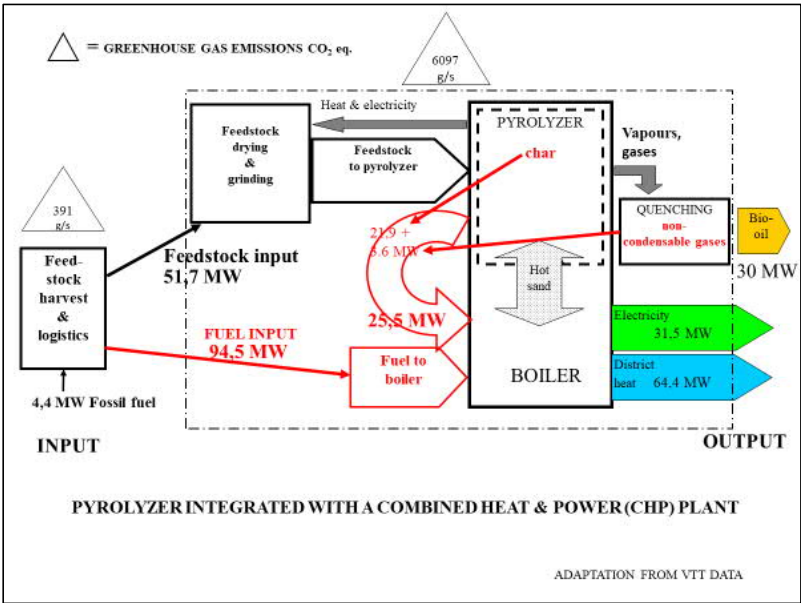 = GREENHOUSE GAS EMISSIONS CO₂ eq.
6097
g/s
Heat & electricity
Feedstock
drying
&
grinding
Feedstock
to pyrolyzer
PYROLYZER
char
Vapours,
gases
391
g/s
21.9 +
3.6 MW
QUENCHING
non-
condensable gases
Bio-
oil
30 MW
Feed-
stock
harvest
&
logistics
Feedstock input
51,7 MW
Hot
sand
25,5 MW
FUEL INPUT
94,5 MW
Fuel to
boiler
BOILER
Electricity
31,5 MW
District
heat 64.4 MW
4,4 MW Fossil fuel
INPUT
OUTPUT
PYROLYZER INTEGRATED WITH A COMBINED HEAT & POWER (CHP) PLANT
ADAPTATION FROM VTT DATA